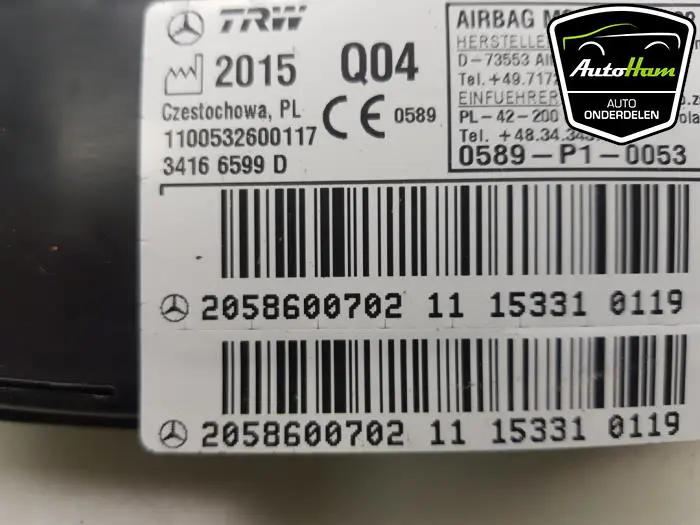 TRW
2015 Q04
Czestochowa, PL
1100532600117
CE 0589
3416 6599 D
AIRBAG
HERSTELLE
D-73553
Tel. +49.717
EINFUEHRER
PL-42-200
Tel. +48.34.34
0589-P1-0053
2058600702 11 15331 0119
2058600702 11 15331 0119
AutoHam
AUTO
ONDERDELEN